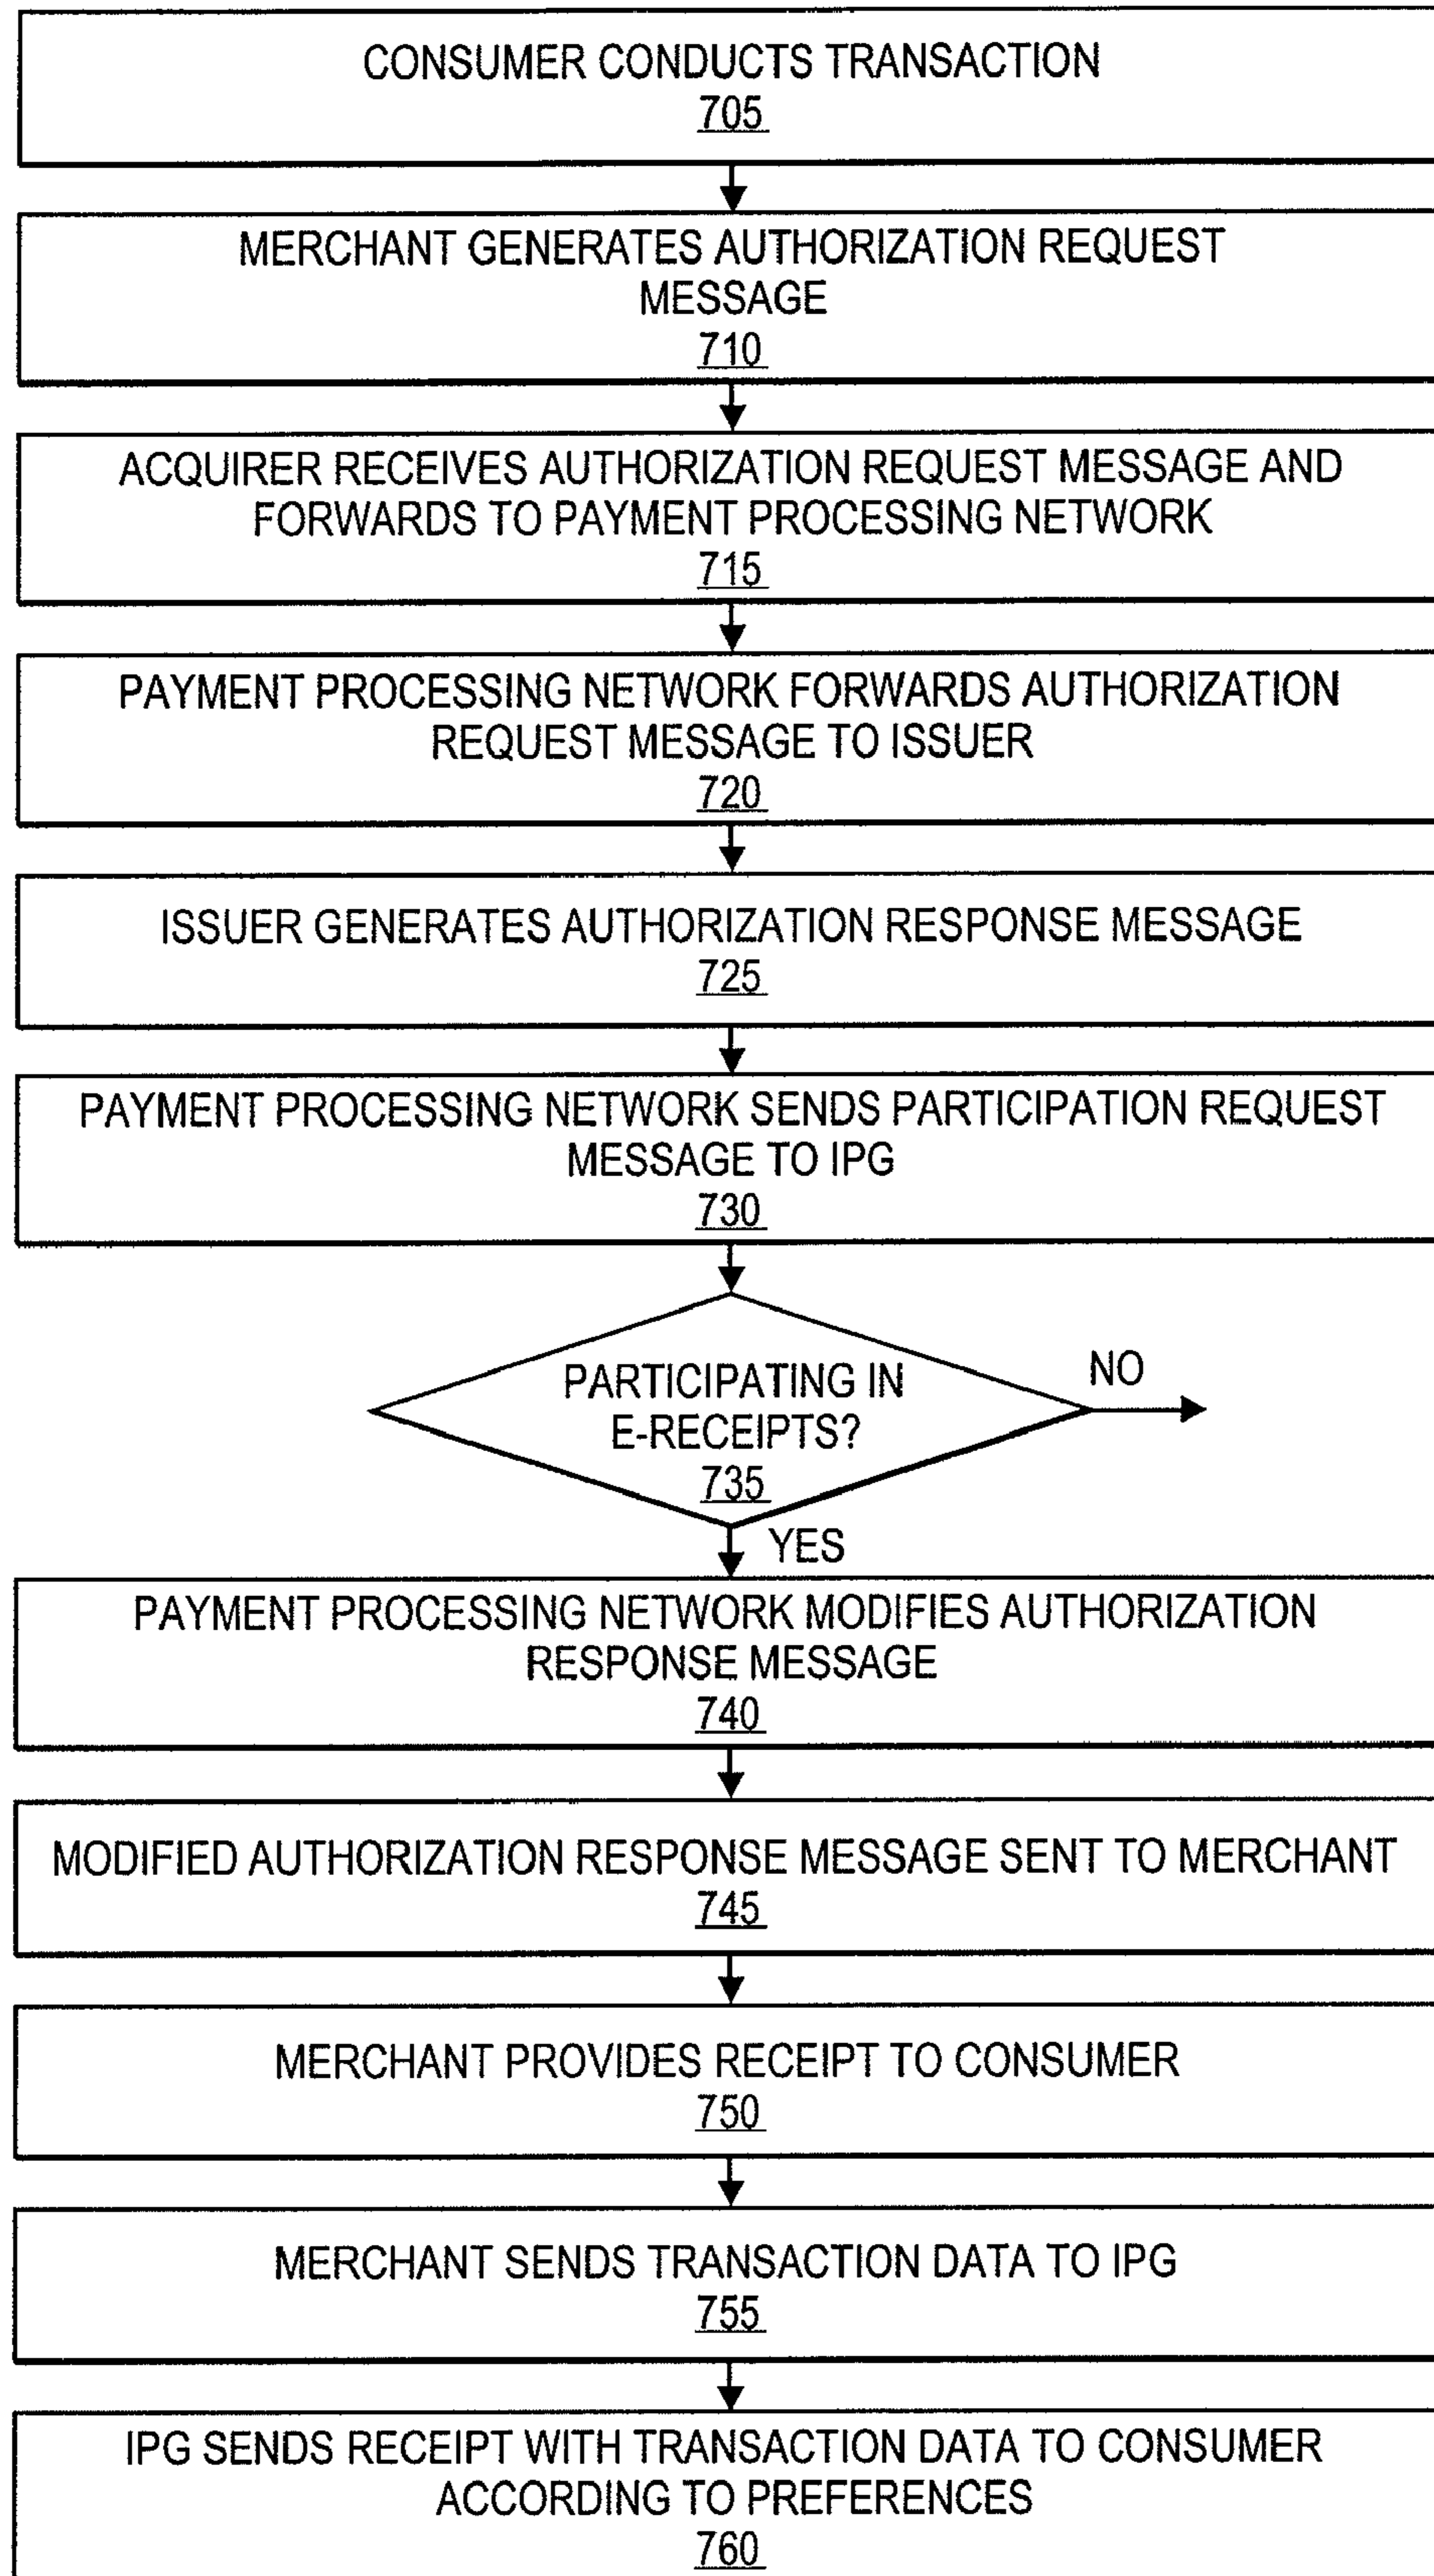 CONSUMER CONDUCTS TRANSACTION
705
MERCHANT GENERATES AUTHORIZATION REQUEST
MESSAGE
710
ACQUIRER RECEIVES AUTHORIZATION REQUEST MESSAGE AND
FORWARDS TO PAYMENT PROCESSING NETWORK
715
PAYMENT PROCESSING NETWORK FORWARDS AUTHORIZATION
REQUEST MESSAGE TO ISSUER
720
ISSUER GENERATES AUTHORIZATION RESPONSE MESSAGE
725
PAYMENT PROCESSING NETWORK SENDS PARTICIPATION REQUEST
MESSAGE TO IPG
730
NO
PARTICIPATING IN
E-RECEIPTS?
735
YES
PAYMENT PROCESSING NETWORK MODIFIES AUTHORIZATION
RESPONSE MESSAGE
740
MODIFIED AUTHORIZATION RESPONSE MESSAGE SENT TO MERCHANT
745
MERCHANT PROVIDES RECEIPT TO CONSUMER
750
MERCHANT SENDS TRANSACTION DATA TO IPG
755
IPG SENDS RECEIPT WITH TRANSACTION DATA TO CONSUMER
ACCORDING TO PREFERENCES
760